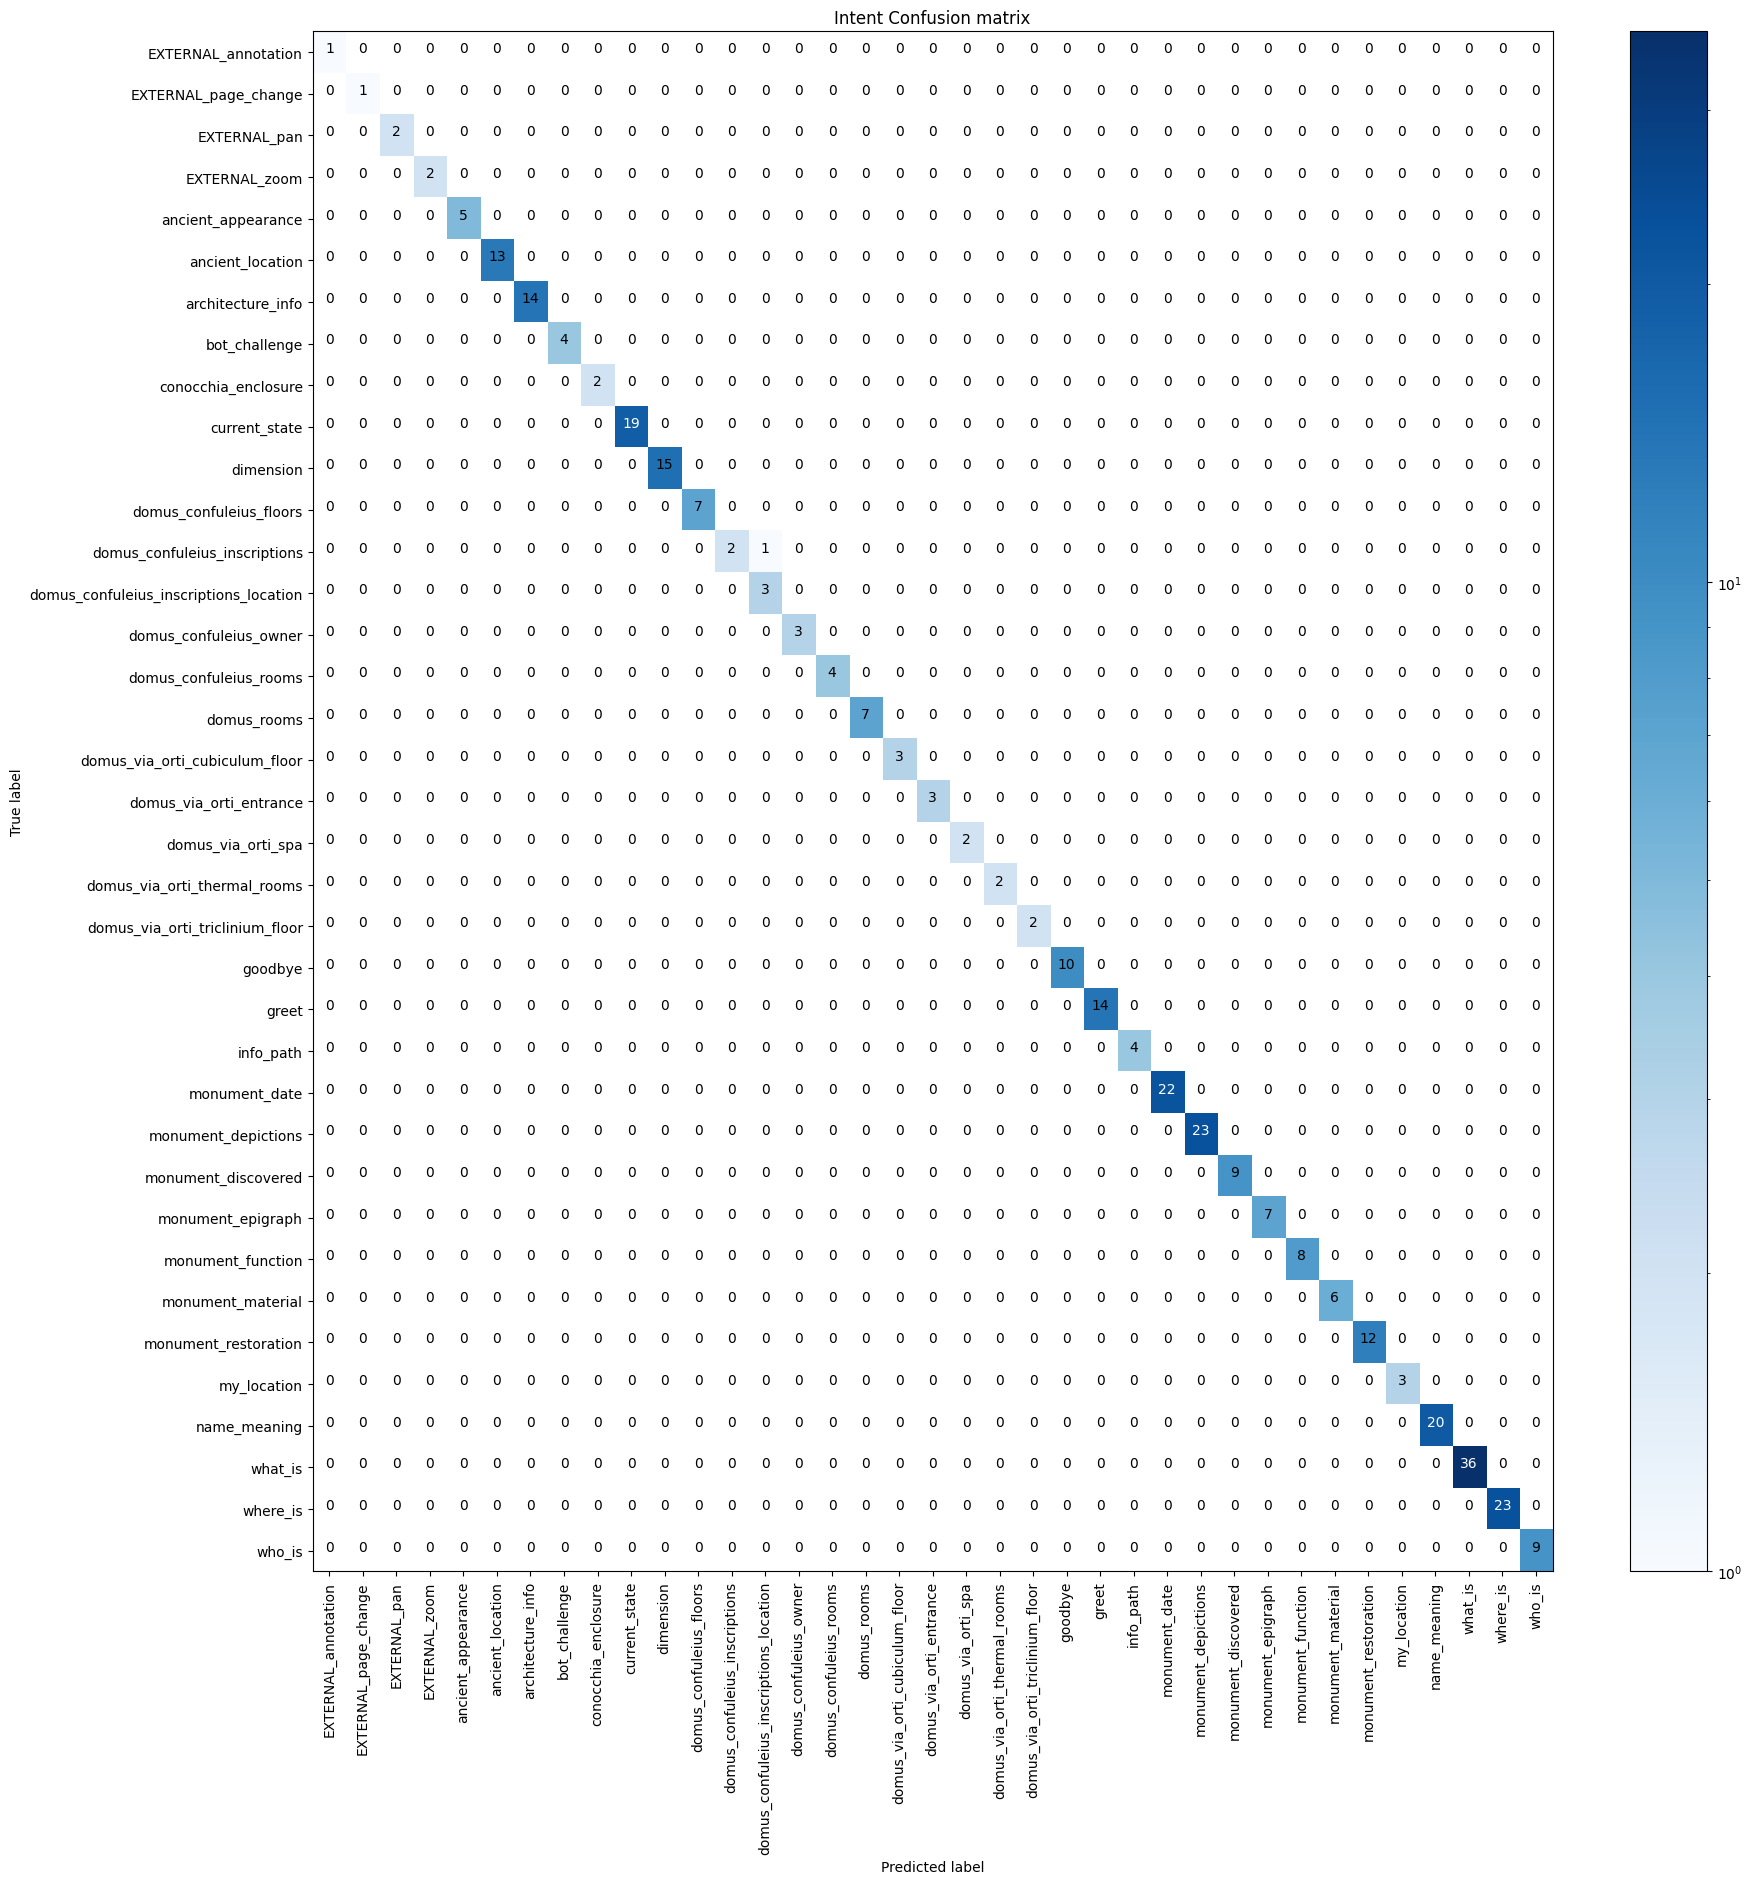 Intent Confusion matrix
EXTERNAL_annotation 1 0 0 0 0 0 0 0 0 0 0 0 0 0 0 0 0 0 0 0 0 0 0 0 0 0 0 0 0 0 0 0 0 0 0 0 0
EXTERNAL_page_change 0 1 0 0 0 0 0 0 0 0 0 0 0 0 0 0 0 0 0 0 0 0 0 0 0 0 0 0 0 0 0 0 0 0 0 0 0
EXTERNAL_pan 0 0 2 0 0 0 0 0 0 0 0 0 0 0 0 0 0 0 0 0 0 0 0 0 0 0 0 0 0 0 0 0 0 0 0 0 0
EXTERNAL_zoom 0 0 0 2 0 0 0 0 0 0 0 0 0 0 0 0 0 0 0 0 0 0 0 0 0 0 0 0 0 0 0 0 0 0 0 0 0
ancient_appearance 0 0 0 0 5 0 0 0 0 0 0 0 0 0 0 0 0 0 0 0 0 0 0 0 0 0 0 0 0 0 0 0 0 0 0 0 0
ancient_location 0 0 0 0 0 13 0 0 0 0 0 0 0 0 0 0 0 0 0 0 0 0 0 0 0 0 0 0 0 0 0 0 0 0 0 0 0
architecture_info 0 0 0 0 0 0 14 0 0 0 0 0 0 0 0 0 0 0 0 0 0 0 0 0 0 0 0 0 0 0 0 0 0 0 0 0 0
bot_challenge 0 0 0 0 0 0 0 4 0 0 0 0 0 0 0 0 0 0 0 0 0 0 0 0 0 0 0 0 0 0 0 0 0 0 0 0 0
conocchia_enclosure 0 0 0 0 0 0 0 0 2 0 0 0 0 0 0 0 0 0 0 0 0 0 0 0 0 0 0 0 0 0 0 0 0 0 0 0 0
current_state 0 0 0 0 0 0 0 0 0 19 0 0 0 0 0 0 0 0 0 0 0 0 0 0 0 0 0 0 0 0 0 0 0 0 0 0 0
dimension 0 0 0 0 0 0 0 0 0 0 15 0 0 0 0 0 0 0 0 0 0 0 0 0 0 0 0 0 0 0 0 0 0 0 0 0 0
domus_confuleius_floors 0 0 0 0 0 0 0 0 0 0 0 7 0 0 0 0 0 0 0 0 0 0 0 0 0 0 0 0 0 0 0 0 0 0 0 0 0
domus_confuleius_inscriptions 0 0 0 0 0 0 0 0 0 0 0 0 2 1 0 0 0 0 0 0 0 0 0 0 0 0 0 0 0 0 0 0 0 0 0 0 0
domus_confuleius_inscriptions_location 0 0 0 0 0 0 0 0 0 0 0 0 0 3 0 0 0 0 0 0 0 0 0 0 0 0 0 0 0 0 0 0 0 0 0 0 0
domus_confuleius_owner 0 0 0 0 0 0 0 0 0 0 0 0 0 0 3 0 0 0 0 0 0 0 0 0 0 0 0 0 0 0 0 0 0 0 0 0 0
domus_confuleius_rooms 0 0 0 0 0 0 0 0 0 0 0 0 0 0 0 4 0 0 0 0 0 0 0 0 0 0 0 0 0 0 0 0 0 0 0 0 0
domus_rooms 0 0 0 0 0 0 0 0 0 0 0 0 0 0 0 0 7 0 0 0 0 0 0 0 0 0 0 0 0 0 0 0 0 0 0 0 0
domus_via_orti_cubiculum_floor 0 0 0 0 0 0 0 0 0 0 0 0 0 0 0 0 0 3 0 0 0 0 0 0 0 0 0 0 0 0 0 0 0 0 0 0 0
domus_via_orti_entrance 0 0 0 0 0 0 0 0 0 0 0 0 0 0 0 0 0 0 3 0 0 0 0 0 0 0 0 0 0 0 0 0 0 0 0 0 0
domus_via_orti_spa 0 0 0 0 0 0 0 0 0 0 0 0 0 0 0 0 0 0 0 2 0 0 0 0 0 0 0 0 0 0 0 0 0 0 0 0 0
domus_via_orti_thermal_rooms 0 0 0 0 0 0 0 0 0 0 0 0 0 0 0 0 0 0 0 0 2 0 0 0 0 0 0 0 0 0 0 0 0 0 0 0 0
domus_via_orti_triclinium_floor 0 0 0 0 0 0 0 0 0 0 0 0 0 0 0 0 0 0 0 0 0 2 0 0 0 0 0 0 0 0 0 0 0 0 0 0 0
goodbye 0 0 0 0 0 0 0 0 0 0 0 0 0 0 0 0 0 0 0 0 0 0 10 0 0 0 0 0 0 0 0 0 0 0 0 0 0
greet 0 0 0 0 0 0 0 0 0 0 0 0 0 0 0 0 0 0 0 0 0 0 0 14 0 0 0 0 0 0 0 0 0 0 0 0 0
info_path 0 0 0 0 0 0 0 0 0 0 0 0 0 0 0 0 0 0 0 0 0 0 0 0 4 0 0 0 0 0 0 0 0 0 0 0 0
monument_date 0 0 0 0 0 0 0 0 0 0 0 0 0 0 0 0 0 0 0 0 0 0 0 0 0 22 0 0 0 0 0 0 0 0 0 0 0
monument_depictions 0 0 0 0 0 0 0 0 0 0 0 0 0 0 0 0 0 0 0 0 0 0 0 0 0 0 23 0 0 0 0 0 0 0 0 0 0
monument_discovered 0 0 0 0 0 0 0 0 0 0 0 0 0 0 0 0 0 0 0 0 0 0 0 0 0 0 0 9 0 0 0 0 0 0 0 0 0
monument_epigraph 0 0 0 0 0 0 0 0 0 0 0 0 0 0 0 0 0 0 0 0 0 0 0 0 0 0 0 0 7 0 0 0 0 0 0 0 0
monument_function 0 0 0 0 0 0 0 0 0 0 0 0 0 0 0 0 0 0 0 0 0 0 0 0 0 0 0 0 0 8 0 0 0 0 0 0 0
monument_material 0 0 0 0 0 0 0 0 0 0 0 0 0 0 0 0 0 0 0 0 0 0 0 0 0 0 0 0 0 0 6 0 0 0 0 0 0
monument_restoration 0 0 0 0 0 0 0 0 0 0 0 0 0 0 0 0 0 0 0 0 0 0 0 0 0 0 0 0 0 0 0 12 0 0 0 0 0
my_location 0 0 0 0 0 0 0 0 0 0 0 0 0 0 0 0 0 0 0 0 0 0 0 0 0 0 0 0 0 0 0 0 3 0 0 0 0
name_meaning 0 0 0 0 0 0 0 0 0 0 0 0 0 0 0 0 0 0 0 0 0 0 0 0 0 0 0 0 0 0 0 0 0 20 0 0 0
what_is 0 0 0 0 0 0 0 0 0 0 0 0 0 0 0 0 0 0 0 0 0 0 0 0 0 0 0 0 0 0 0 0 0 0 36 0 0
where_is 0 0 0 0 0 0 0 0 0 0 0 0 0 0 0 0 0 0 0 0 0 0 0 0 0 0 0 0 0 0 0 0 0 0 0 23 0
who_is 0 0 0 0 0 0 0 0 0 0 0 0 0 0 0 0 0 0 0 0 0 0 0 0 0 0 0 0 0 0 0 0 0 0 0 0 9
True label
EXTERNAL_annotation
EXTERNAL_page_change
EXTERNAL_pan
EXTERNAL_zoom
ancient_appearance
ancient_location
architecture_info
bot_challenge
conocchia_enclosure
current_state
dimension
domus_confuleius_floors
domus_confuleius_inscriptions
domus_confuleius_inscriptions_location
domus_confuleius_owner
domus_confuleius_rooms
domus_rooms
domus_via_orti_cubiculum_floor
domus_via_orti_entrance
domus_via_orti_spa
domus_via_orti_thermal_rooms
domus_via_orti_triclinium_floor
goodbye
greet
info_path
monument_date
monument_depictions
monument_discovered
monument_epigraph
monument_function
monument_material
monument_restoration
my_location
name_meaning
what_is
where_is
who_is
Predicted label
10¹
10⁰